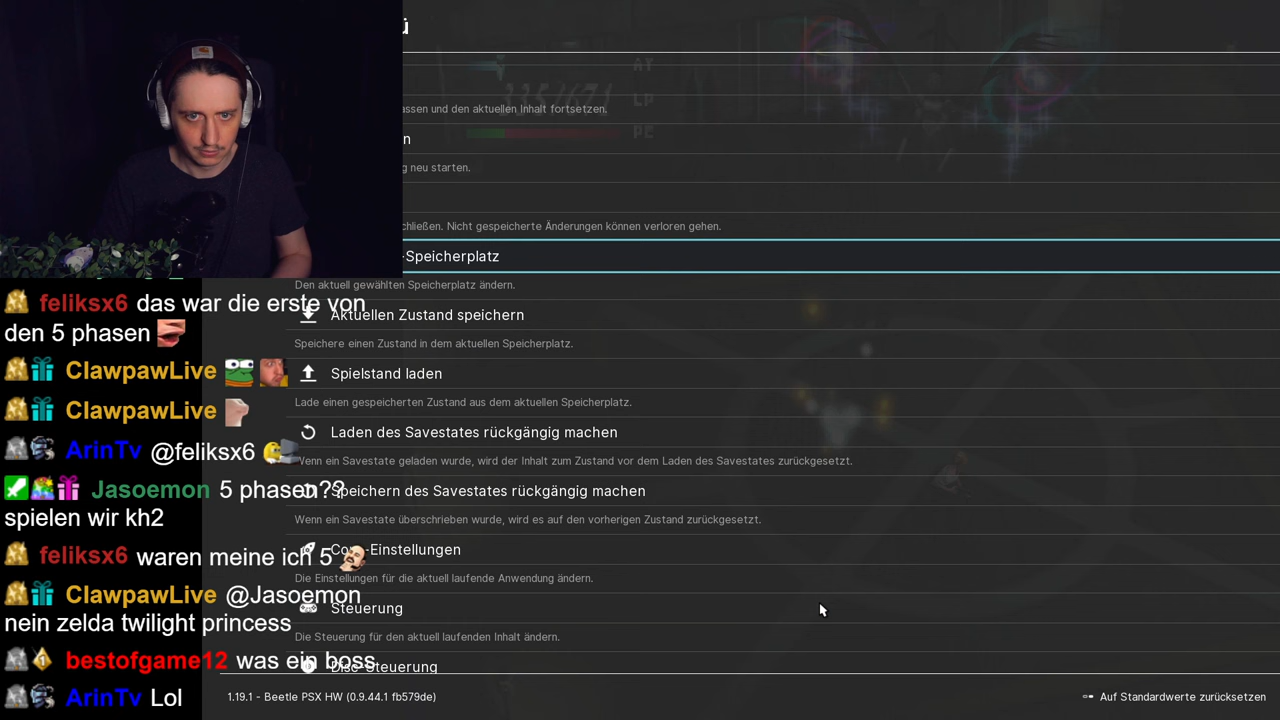 ü
assen und den aktuellen Inhalt fortsetzen.
n
g neu starten.
chließen. Nicht gespeicherte Änderungen können verloren gehen.
-Speicherplatz
Den aktuell gewählten Speicherplatz ändern.
Aktuellen Zustand speichern
Speichere einen Zustand in dem aktuellen Speicherplatz.
Spielstand laden
Lade einen gespeicherten Zustand aus dem aktuellen Speicherplatz.
Laden des Savestates rückgängig machen
Wenn ein Savestate geladen wurde, wird der Inhalt zum Zustand vor dem Laden des Savestates zurückgesetzt.
Speichern des Savestates rückgängig machen
Wenn ein Savestate überschrieben wurde, wird es auf den vorherigen Zustand zurückgesetzt.
Core-Einstellungen
Die Einstellungen für die aktuell laufende Anwendung ändern.
Steuerung
Die Steuerung für den aktuell laufenden Inhalt ändern.
Disc-Steuerung
1.19.1 - Beetle PSX HW (0.9.44.1 fb579de)
Auf Standardwerte zurücksetzen
AT
LP
PE
feliksx6 das war die erste von
den 5 phasen
ClawpawLive
ClawpawLive
ArinTv @feliksx6
Jasoemon 5 phasen??
spielen wir kh2
feliksx6 waren meine ich 5
ClawpawLive @Jasoemon
nein zelda twilight princess
bestofgame12 was ein boss
ArinTv Lol